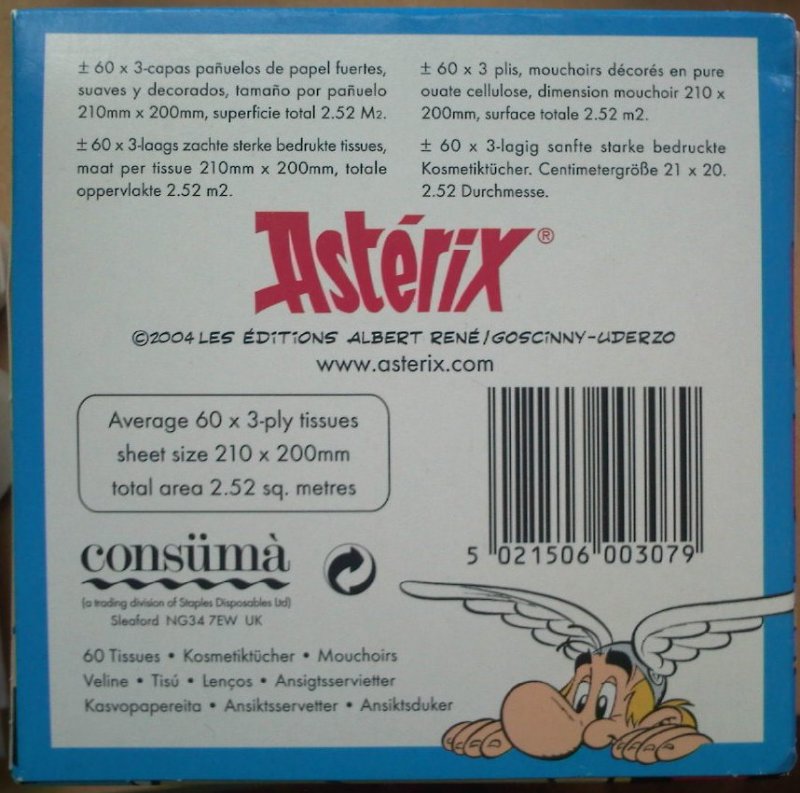 ± 60 x 3-capas pañuelos de papel fuertes,
suaves y decorados, tamaño por pañuelo
210mm x 200mm, superficie total 2.52 M2.
± 60 x 3-laags zachte sterke bedrukte tissues,
maat per tissue 210mm x 200mm, totale
oppervlakte 2.52 m2.
± 60 x 3 plis, mouchoirs décorés en pure
ouate cellulose, dimension mouchoir 210 x
200mm, surface totale 2.52 m2.
± 60 x 3-lagig sanfte starke bedruckte
Kosmetiktücher. Centimetergröße 21 x 20.
2.52 Durchmesse.
Astérix®
©2004 LES ÉDITIONS ALBERT RENÉ/GOSCINNY-UDERZO
www.asterix.com
Average 60 x 3-ply tissues
sheet size 210 x 200mm
total area 2.52 sq. metres
5 021506 003079
consümà
(a trading division of Staples Disposables Ltd)
Sleaford NG34 7EW UK
60 Tissues • Kosmetiktücher • Mouchoirs
Veline • Tisú • Lenços • Ansigtsservietter
Kasvopapereita • Ansiktsservetter • Ansiktsduker